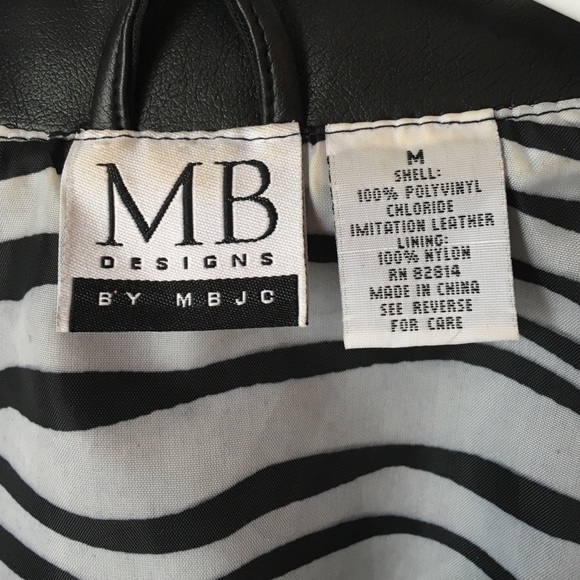 MB
DESIGNS
BY MBJC
M
SHELL:
100% POLYVINYL
CHLORIDE
IMITATION LEATHER
LINING:
100% NYLON
RN 82814
MADE IN CHINA
SEE REVERSE
FOR CARE